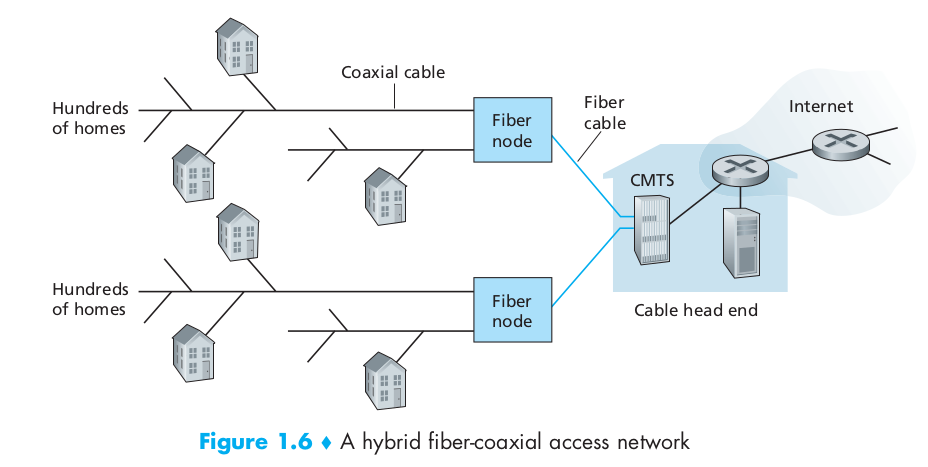 Coaxial cable
Hundreds
of homes
Fiber
node
Fiber
cable
Internet
CMTS
Hundreds
of homes
Fiber
node
Cable head end
Figure 1.6 ♦ A hybrid fiber-coaxial access network